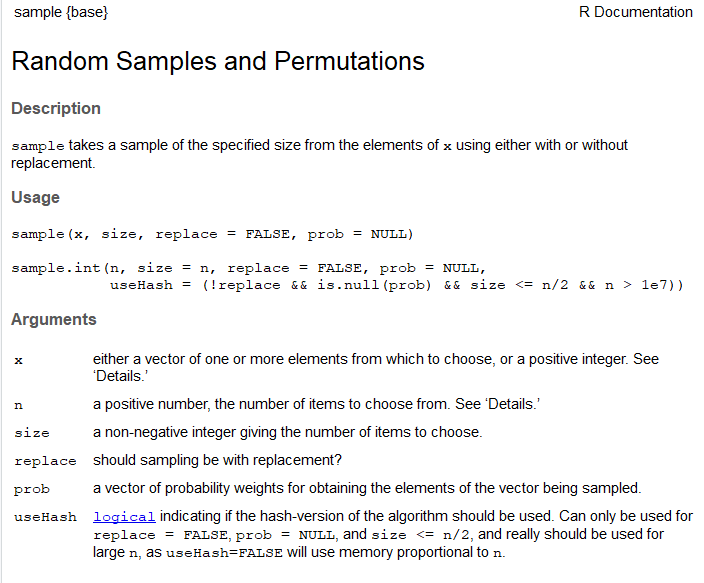 sample {base} R Documentation
Random Samples and Permutations
Description
sample takes a sample of the specified size from the elements of x using either with or without
replacement.
Usage
sample(x, size, replace = FALSE, prob = NULL)
sample.int(n, size = n, replace = FALSE, prob = NULL,
useHash = (!replace && is.null(prob) && size <= n/2 && n > 1e7))
Arguments
x either a vector of one or more elements from which to choose, or a positive integer. See
‘Details.’
n a positive number, the number of items to choose from. See ‘Details.’
size a non-negative integer giving the number of items to choose.
replace should sampling be with replacement?
prob a vector of probability weights for obtaining the elements of the vector being sampled.
useHash logical indicating if the hash-version of the algorithm should be used. Can only be used for
replace = FALSE, prob = NULL, and size <= n/2, and really should be used for
large n, as useHash=FALSE will use memory proportional to n.